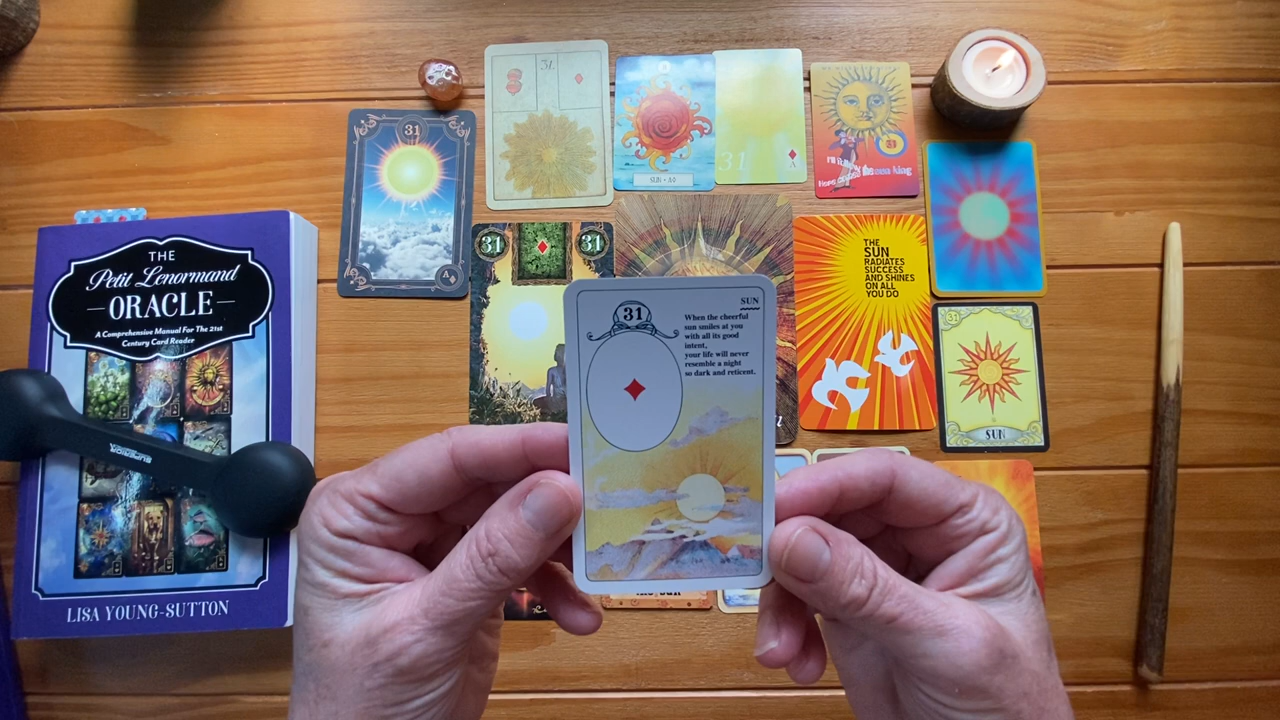 THE
Petit Lenormand
ORACLE
A Comprehensive Manual For The 21st
Century Card Reader
LISA YOUNG-SUTTON
SUPERIOR
31
A
31
SUN • A♦
31
A
31
31
31
THE
SUN
RADIATES
SUCCESS
AND SHINES
ON ALL
YOU DO
31
SUN
31
SUN
When the cheerful
sun smiles at you
with all its good
intent,
your life will never
resemble a night
so dark and reticent.